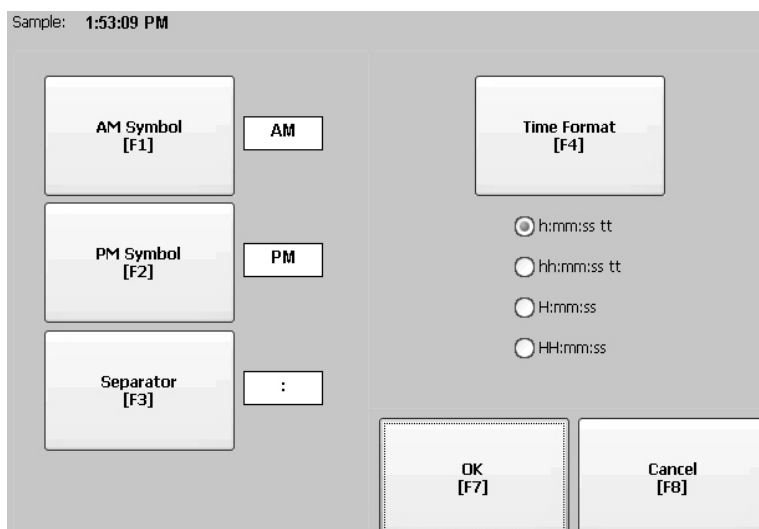 Sample: 1:53:09 PM
AM Symbol
[F1]
AM
PM Symbol
[F2]
PM
Separator
[F3]
:
Time Format
[F4]
h:mm:ss tt
hh:mm:ss tt
H:mm:ss
HH:mm:ss
OK
[F7]
Cancel
[F8]